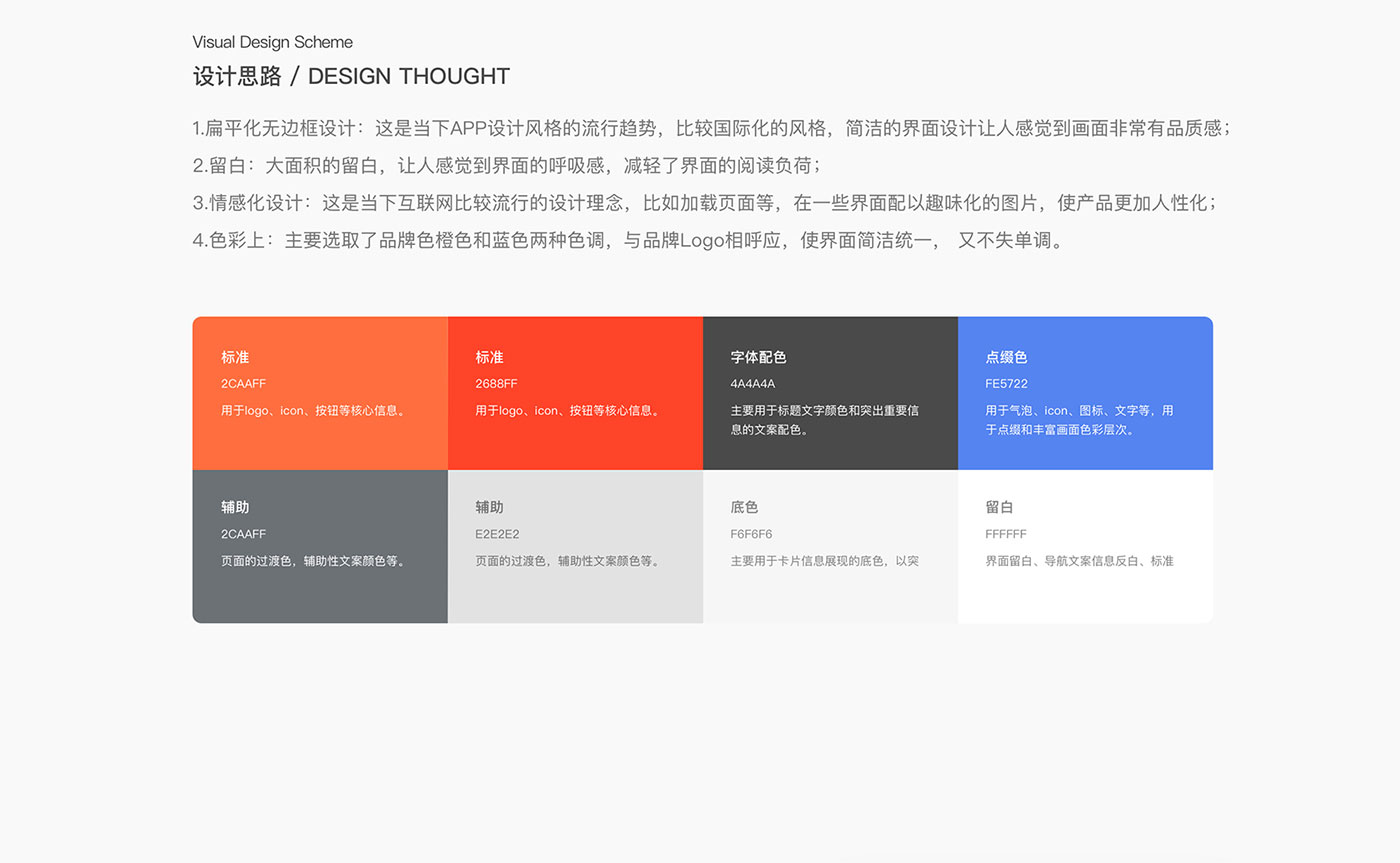 Visual Design Scheme
设计思路 / DESIGN THOUGHT
1.扁平化无边框设计：这是当下APP设计风格的流行趋势，比较国际化的风格，简洁的界面设计让人感觉到画面非常有品质感；
2.留白：大面积的留白，让人感觉到界面的呼吸感，减轻了界面的阅读负荷；
3.情感化设计：这是当下互联网比较流行的设计理念，比如加载页面等，在一些界面配以趣味化的图片，使产品更加人性化；
4.色彩上：主要选取了品牌色橙色和蓝色两种色调，与品牌Logo相呼应，使界面简洁统一， 又不失单调。
标准
2CAAFF
用于logo、icon、按钮等核心信息。
标准
2688FF
用于logo、icon、按钮等核心信息。
字体配色
4A4A4A
主要用于标题文字颜色和突出重要信
息的文案配色。
点缀色
FE5722
用于气泡、icon、图标、文字等，用
于点缀和丰富画面色彩层次。
辅助
2CAAFF
页面的过渡色，辅助性文案颜色等。
辅助
E2E2E2
页面的过渡色，辅助性文案颜色等。
底色
F6F6F6
主要用于卡片信息展现的底色，以突
留白
FFFFFF
界面留白、导航文案信息反白、标准